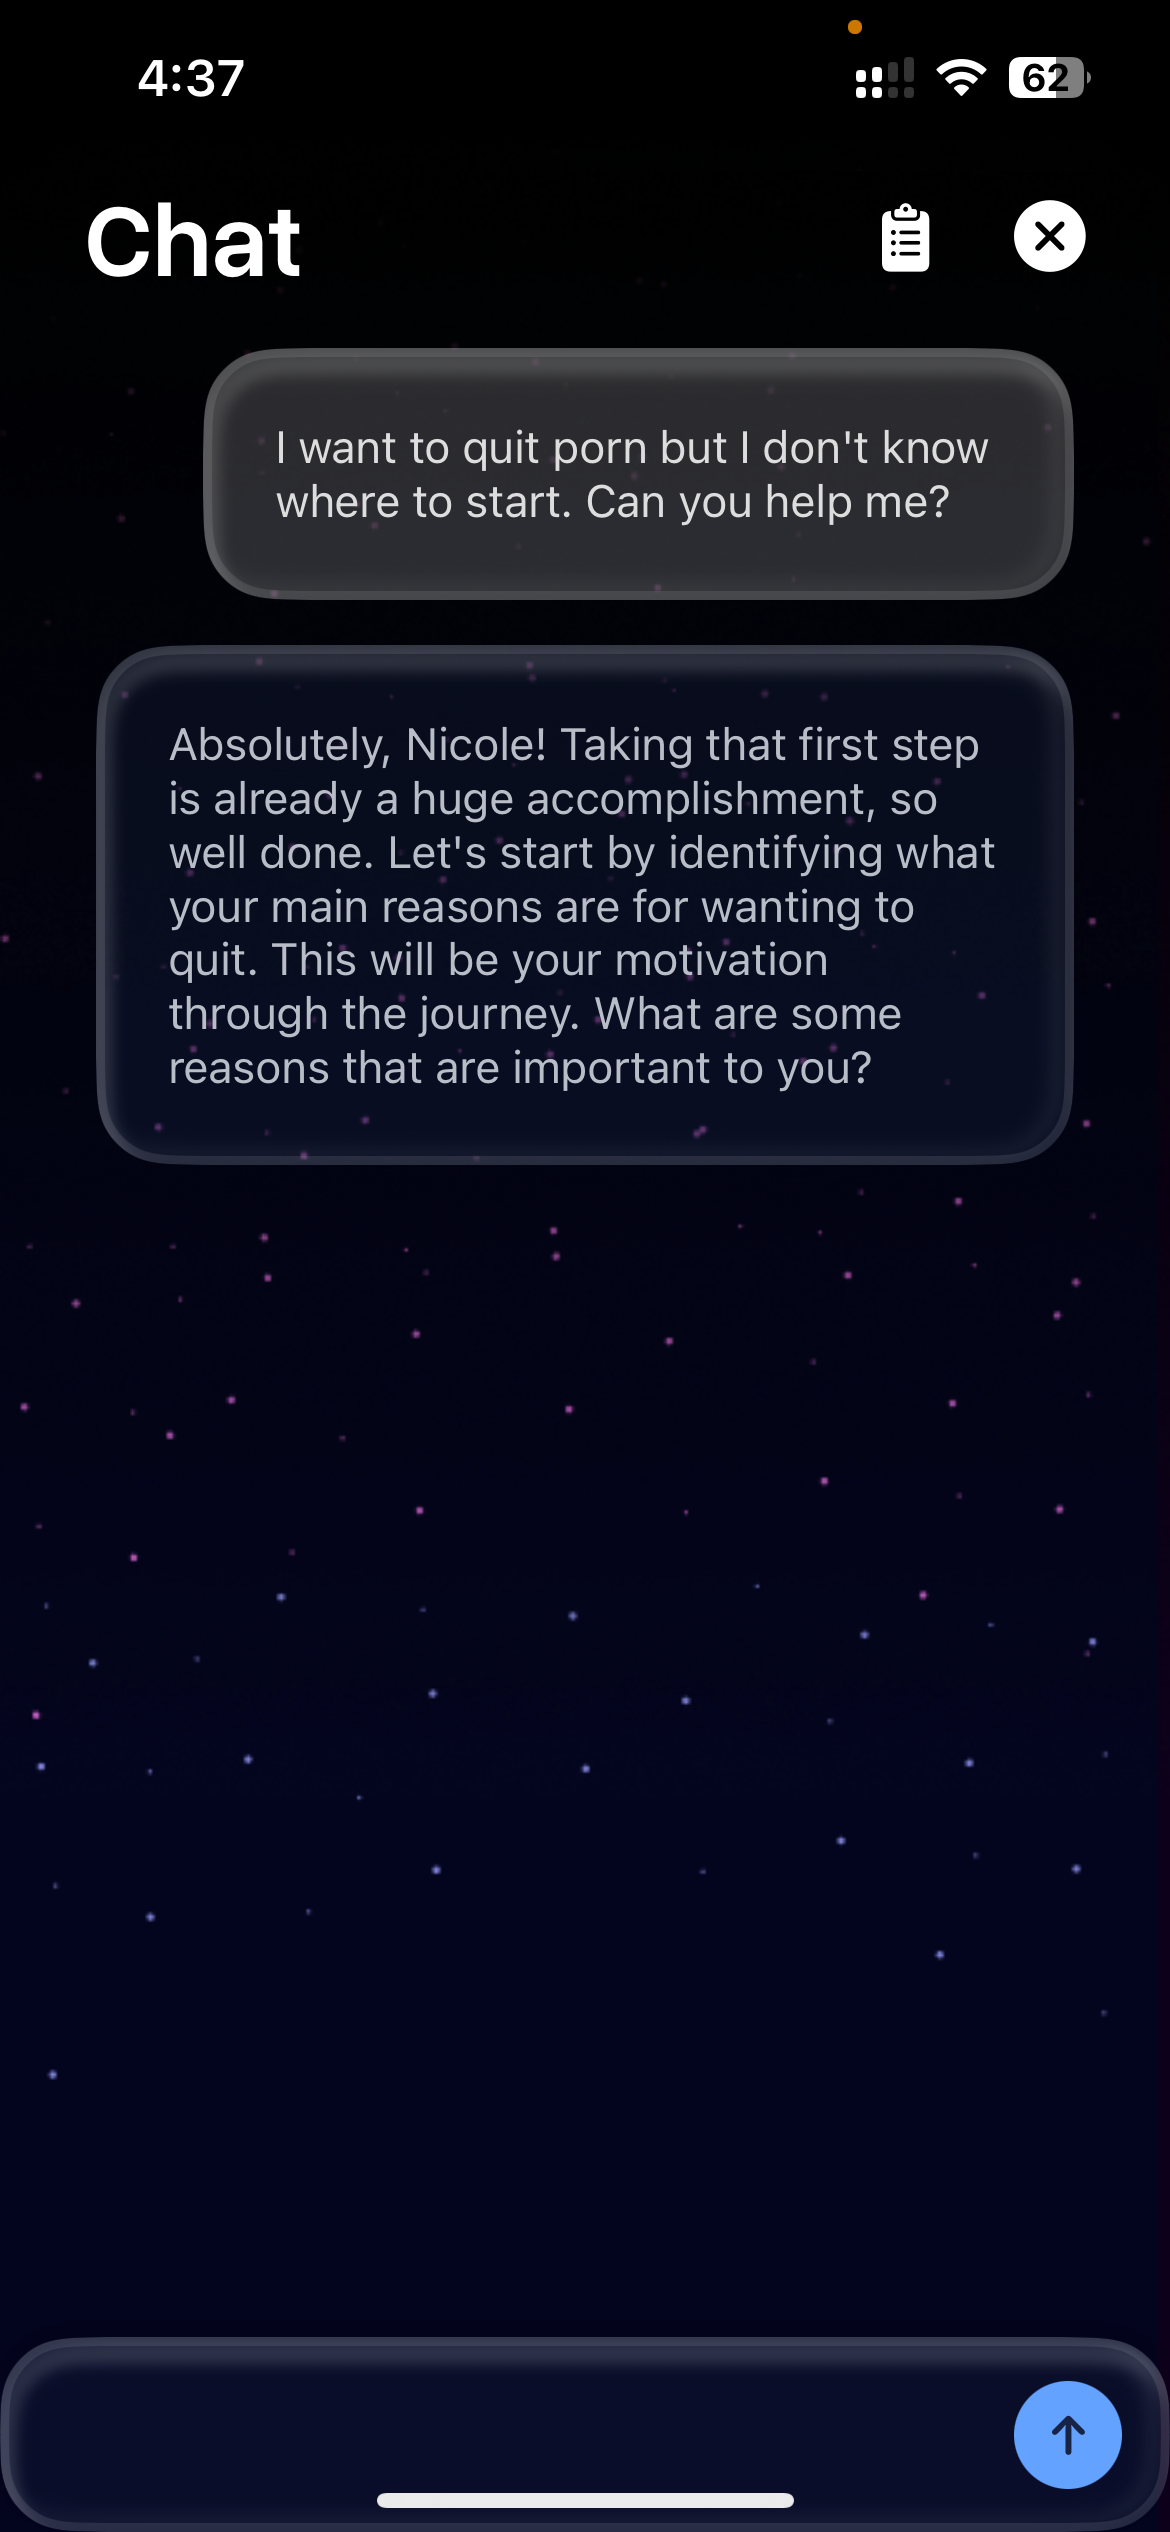 4:37
62
Chat
I want to quit porn but I don't know
where to start. Can you help me?
Absolutely, Nicole! Taking that first step
is already a huge accomplishment, so
well done. Let's start by identifying what
your main reasons are for wanting to
quit. This will be your motivation
through the journey. What are some
reasons that are important to you?